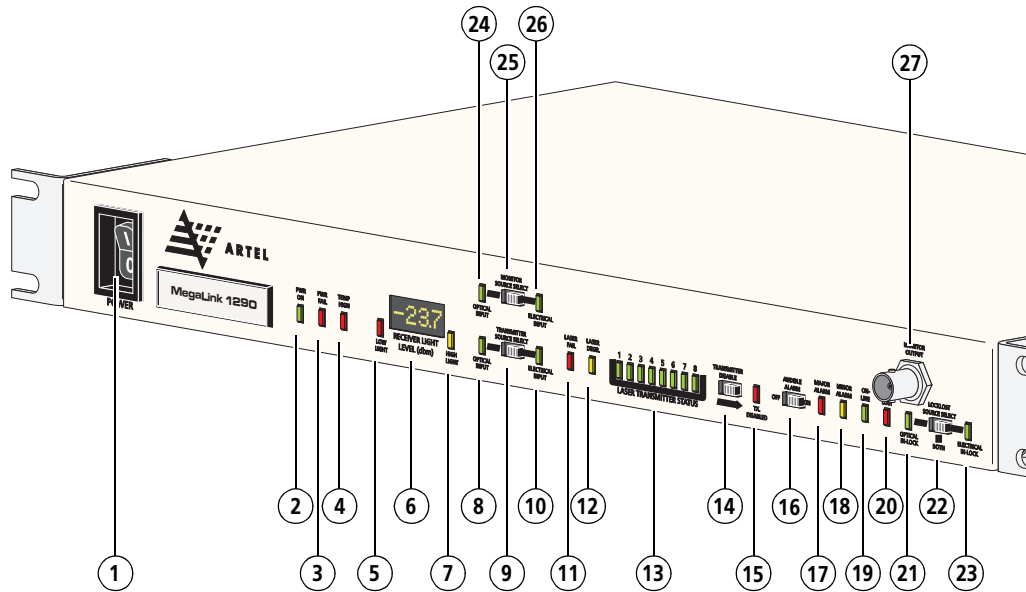 24
26
25
27
ARTEL
MegaLink 1290
POWER
PWR
ON
PWR
FAIL
TEMP
HIGH
LOW
LIGHT
-23.7
RECEIVER LIGHT
LEVEL (dbm)
HIGH
LIGHT
MONITOR
SOURCE SELECT
OPTICAL
INPUT
ELECTRICAL
INPUT
TRANSMITTER
SOURCE SELECT
OPTICAL
INPUT
ELECTRICAL
INPUT
LASER
FAIL
LASER
1 2 3 4 5 6 7 8
LASER TRANSMITTER STATUS
TRANSMITTER
DISABLE
TX.
DISABLED
AUDIBLE
ALARM
OFF
ON
MAJOR
ALARM
MINOR
ALARM
ON-
LINE
OUTPUT
OPTICAL
IN-LOCK
LOCKLOST
SOURCE SELECT
BOTH
ELECTRICAL
IN-LOCK
2
4
6
8
10
12
14
16
18
20
22
1
3
5
7
9
11
13
15
17
19
21
23